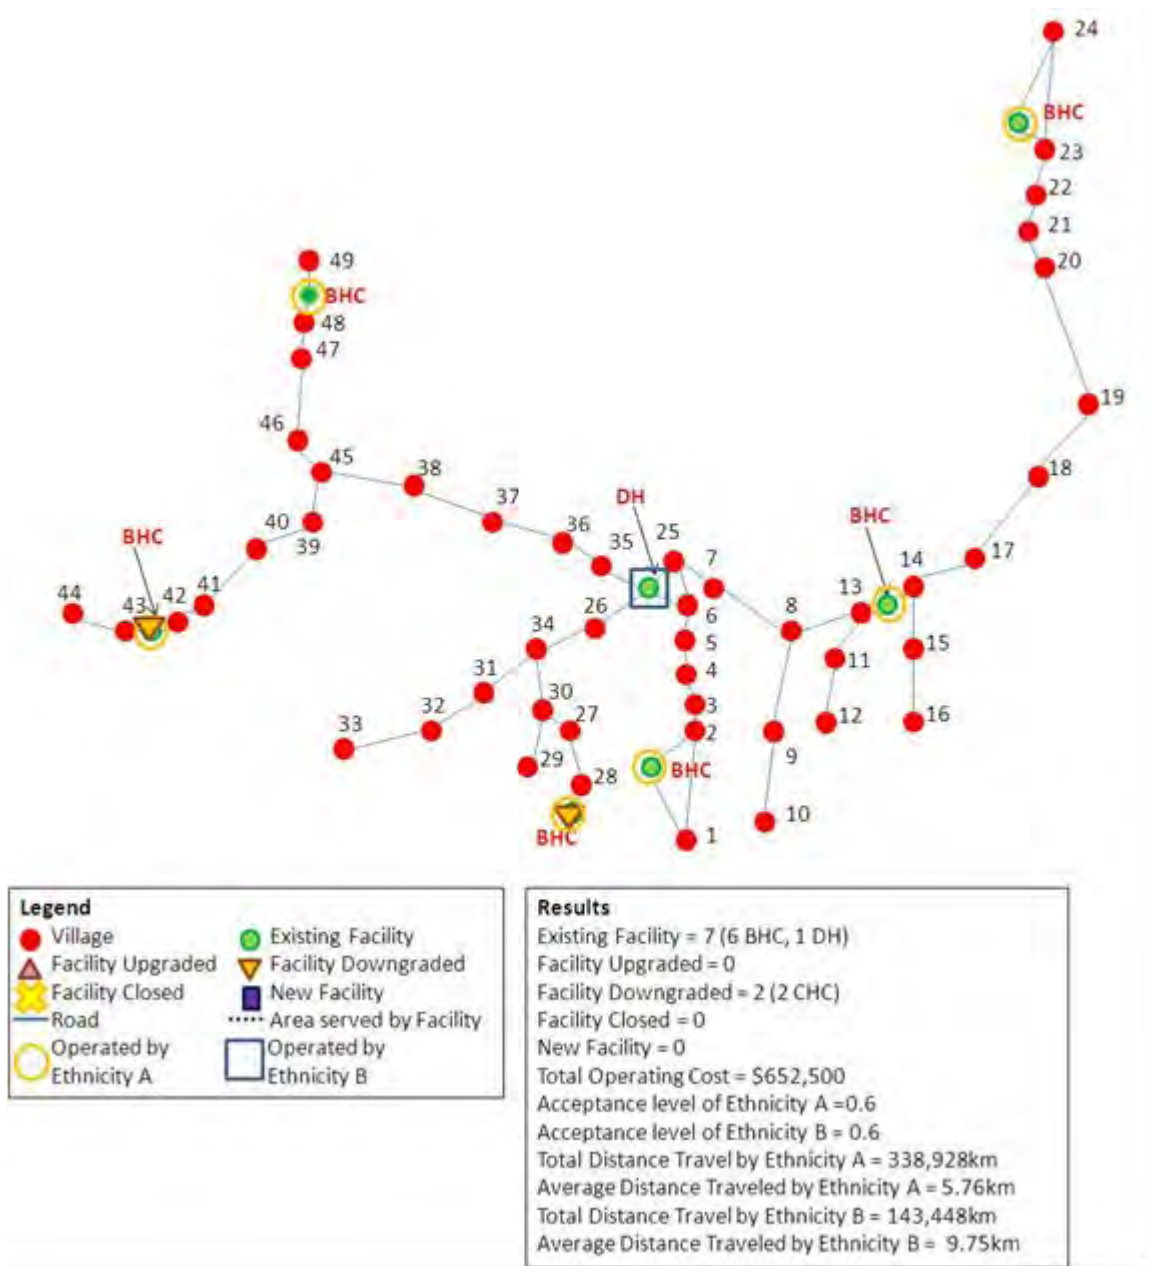 24
BHC
23
22
21
20
49
BHC
48
47
19
46
45
38
18
37
DH
BHC
36
25
40
35
7
14
17
BHC
39
44
43
42
41
13
26
6
8
34
5
15
31
4
11
30
3
33
32
27
2
12
16
29
BHC
9
28
10
BHC
1
Legend
Village
Existing Facility
Facility Upgraded
Facility Downgraded
Facility Closed
New Facility
Road
Area served by Facility
Operated by
Ethnicity A
Operated by
Ethnicity B
Results
Existing Facility = 7 (6 BHC, 1 DH)
Facility Upgraded = 0
Facility Downgraded = 2 (2 CHC)
Facility Closed = 0
New Facility = 0
Total Operating Cost = $652,500
Acceptance level of Ethnicity A =0.6
Acceptance level of Ethnicity B = 0.6
Total Distance Travel by Ethnicity A = 338,928km
Average Distance Traveled by Ethnicity A = 5.76km
Total Distance Travel by Ethnicity B = 143,448km
Average Distance Traveled by Ethnicity B = 9.75km